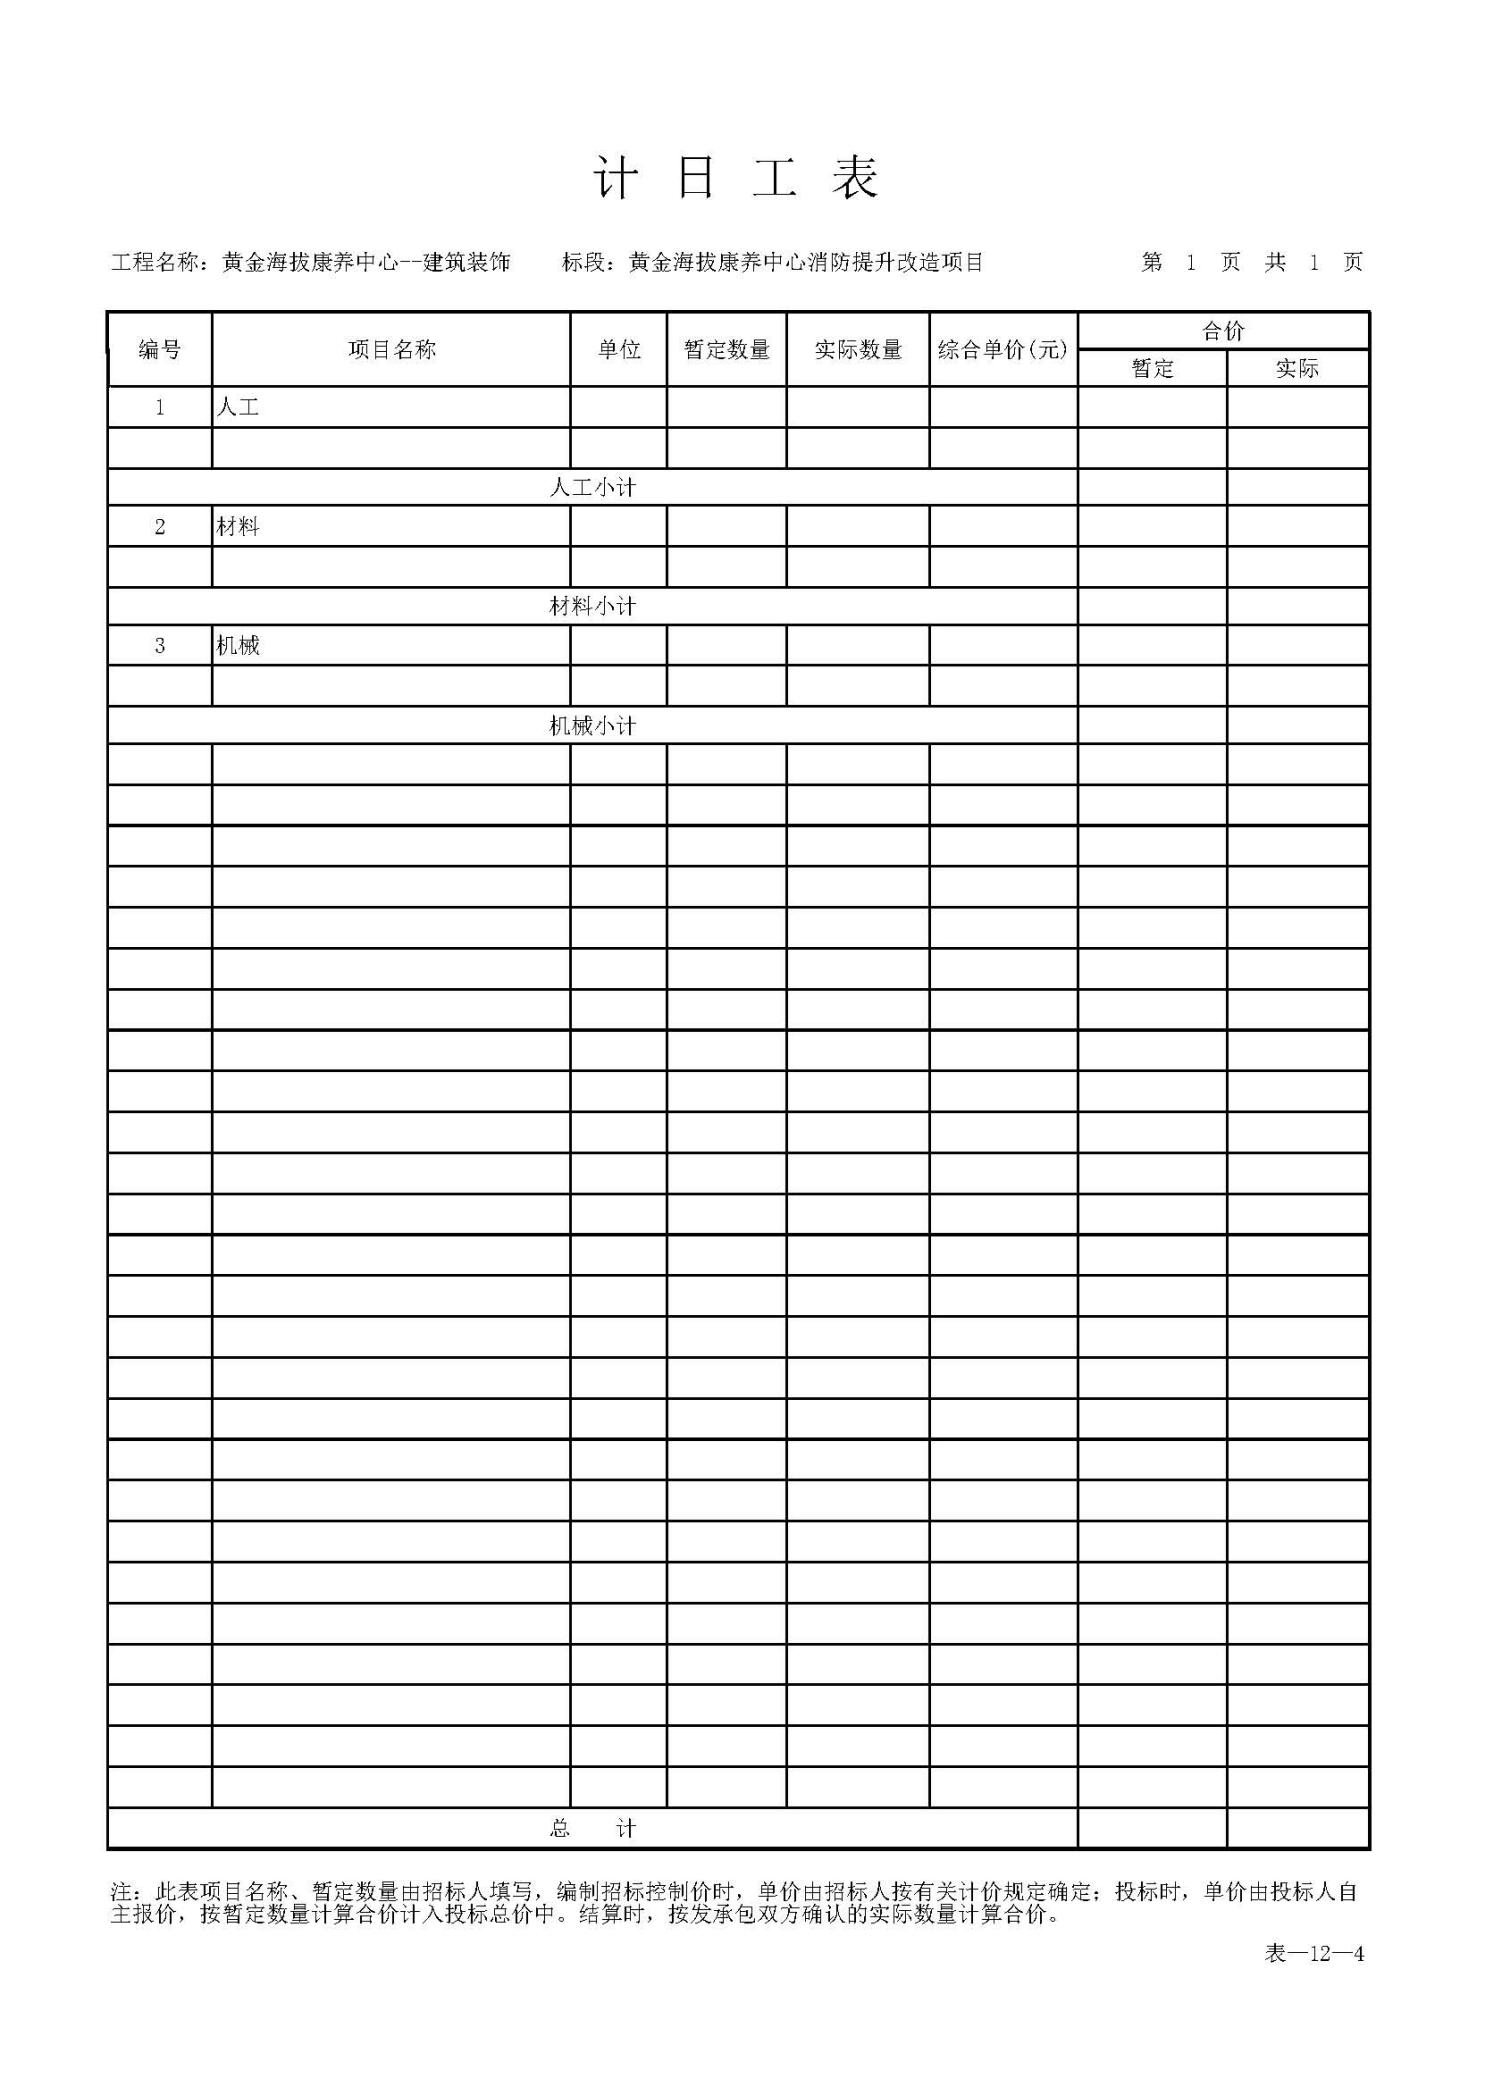 计 日 工 表
工程名称：黄金海拔康养中心--建筑装饰 标段：黄金海拔康养中心消防提升改造项目 第 1 页 共 1 页
编号 项目名称 单位 暂定数量 实际数量 综合单价(元) 合价
暂定 实际
1 人工
人工小计
2 材料
材料小计
3 机械
机械小计
总 计
注：此表项目名称、暂定数量由招标人填写，编制招标控制价时，单价由招标人按有关计价规定确定；投标时，单价由投标人自
主报价，按暂定数量计算合价计入投标总价中。结算时，按发承包双方确认的实际数量计算合价。
表—12—4